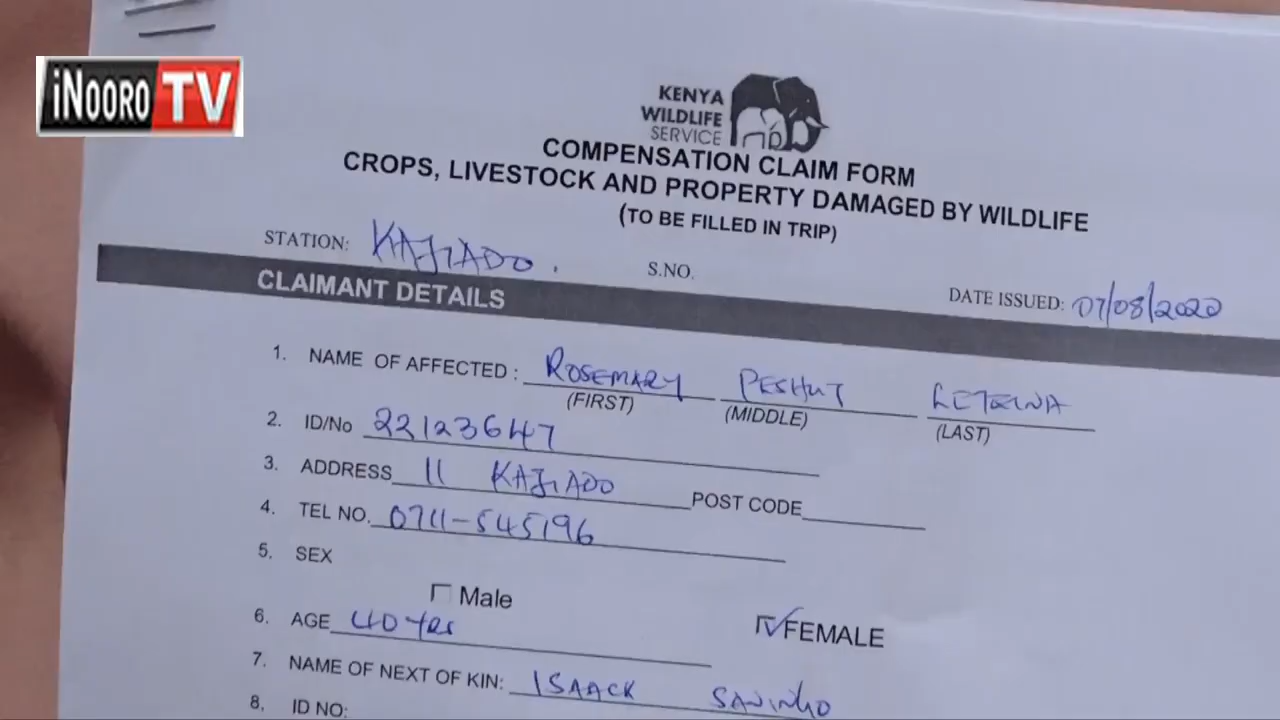 iNOORO TV
KENYA
WILDLIFE
SERVICE
COMPENSATION CLAIM FORM
CROPS, LIVESTOCK AND PROPERTY DAMAGED BY WILDLIFE
(TO BE FILLED IN TRIP)
STATION: KAJIADO. S.NO. DATE ISSUED: 07/08/2020
CLAIMANT DETAILS
1. NAME OF AFFECTED: ROSEMARY PESHUT
(FIRST) (MIDDLE) (LAST)
2. ID/No 22123647
3. ADDRESS 11 KAJIADO POST CODE
4. TEL NO. 0711-545196
5. SEX
Male FEMALE
6. AGE 40 Yrs
7. NAME OF NEXT OF KIN: ISAACK
8. ID NO: